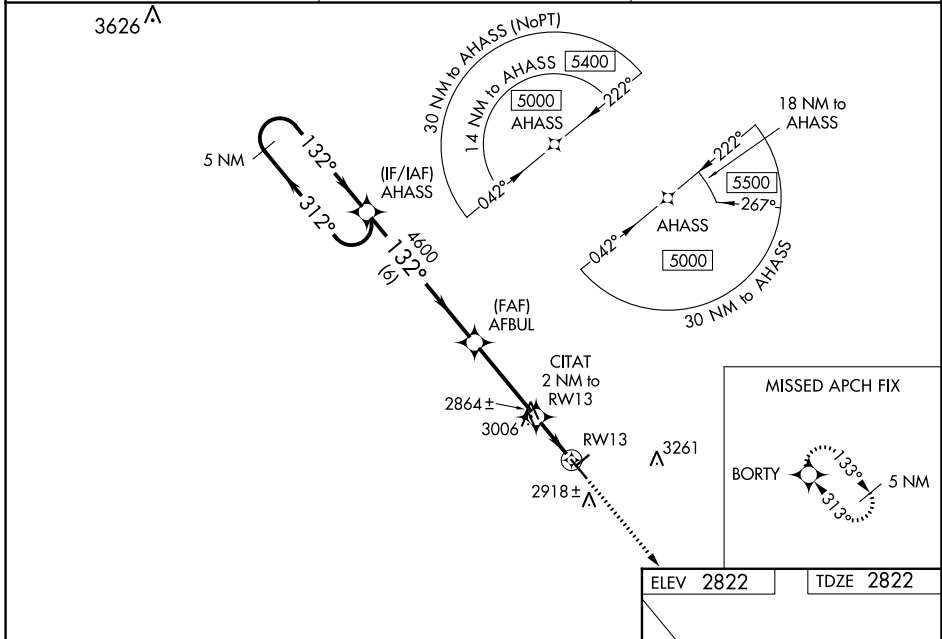 3626
30 NM to AHASS (NoPT)
5400
14 NM to AHASS
5000
AHASS
222°
042°
18 NM to
AHASS
222°
5500
267°
AHASS
042°
5000
30 NM to AHASS
5 NM
132°
312°
(IF/IAF)
AHASS
4600
132°
(6)
(FAF)
AFBUL
CITAT
2 NM to
RW13
2864 ±
3006
RW13
3261
2918 ±
MISSED APCH FIX
BORTY
133°
313°
5 NM
ELEV 2822
TDZE 2822